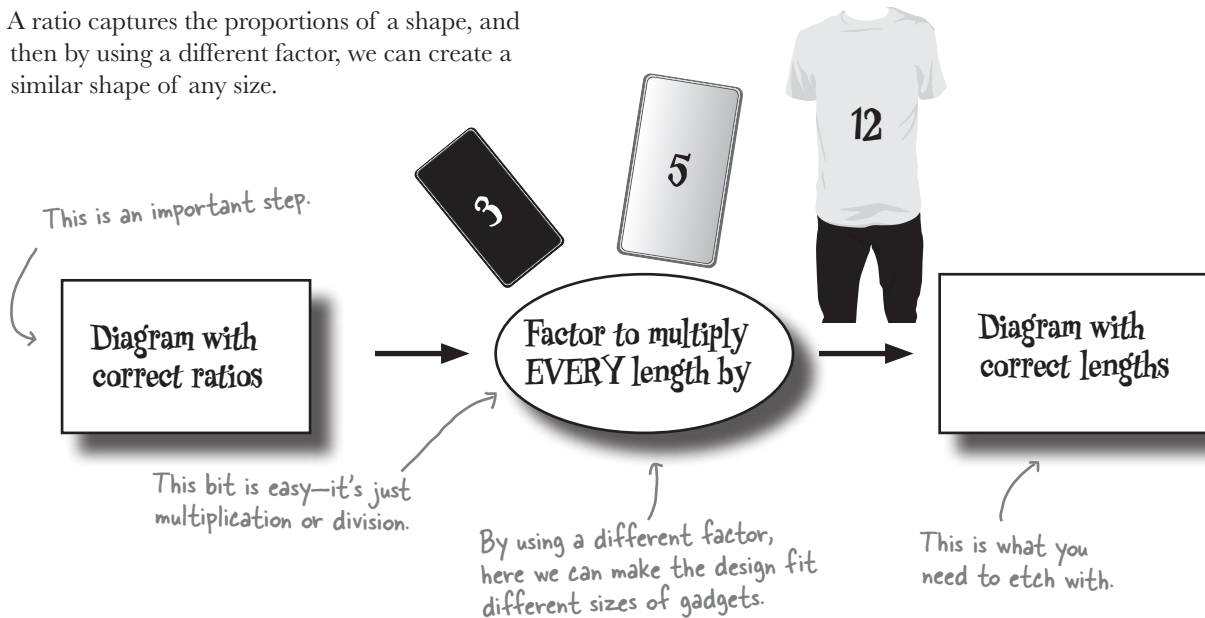 A ratio captures the proportions of a shape, and
then by using a different factor, we can create a
similar shape of any size.
12
5
3
This is an important step.
Diagram with
correct ratios
Factor to multiply
EVERY length by
Diagram with
correct lengths
This bit is easy—it's just
multiplication or division.
By using a different factor,
here we can make the design fit
different sizes of gadgets.
This is what you
need to etch with.